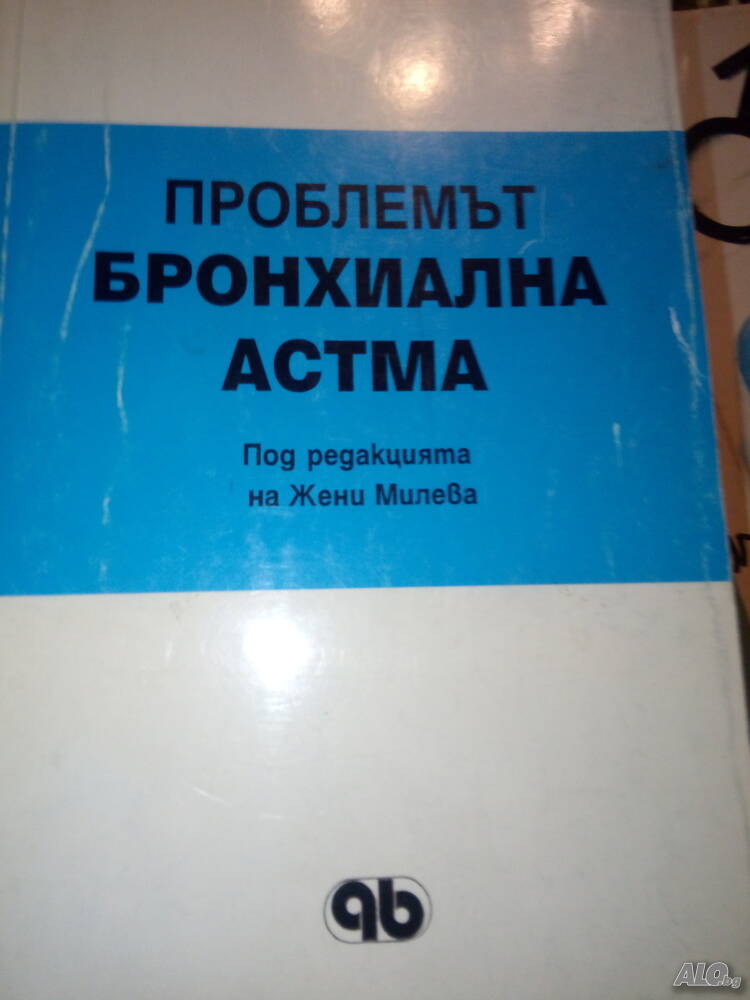 ПРОБЛЕМЪТ
БРОНХИАЛНА
АСТМА
Под редакцията
на Жени Милева
ALO.bg